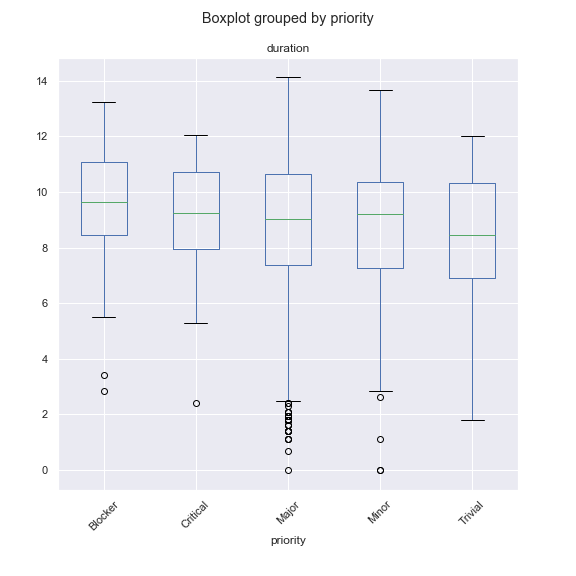 Boxplot grouped by priority
duration
14
12
10
8
6
4
2
0
Blocker
Critical
Major
Minor
Trivial
priority